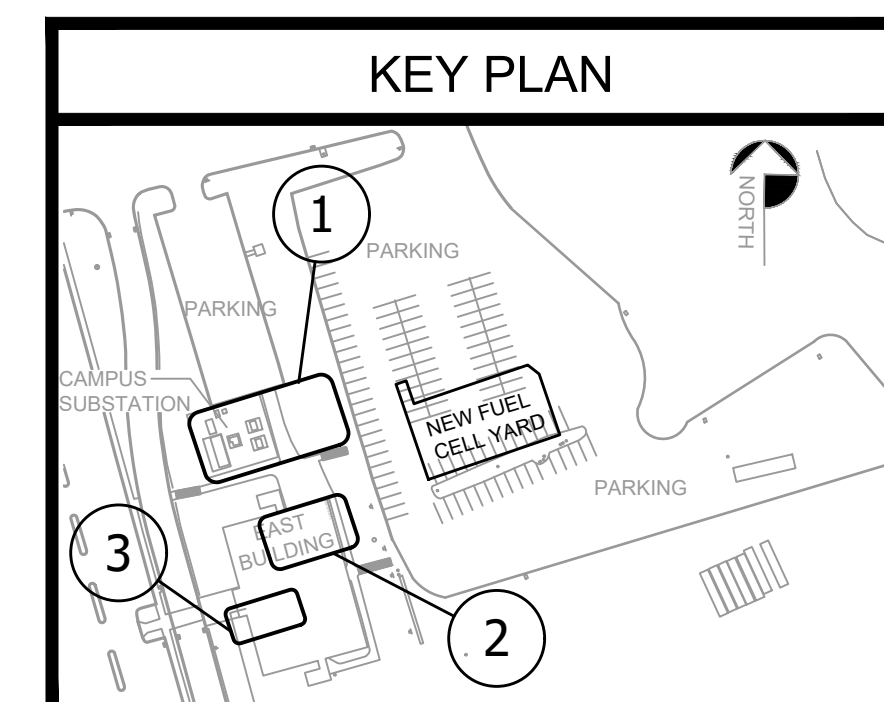 KEY PLAN
NORTH
1
PARKING
PARKING
CAMPUS
SUBSTATION
NEW FUEL
CELL YARD
PARKING
EAST
BUILDING
3
2